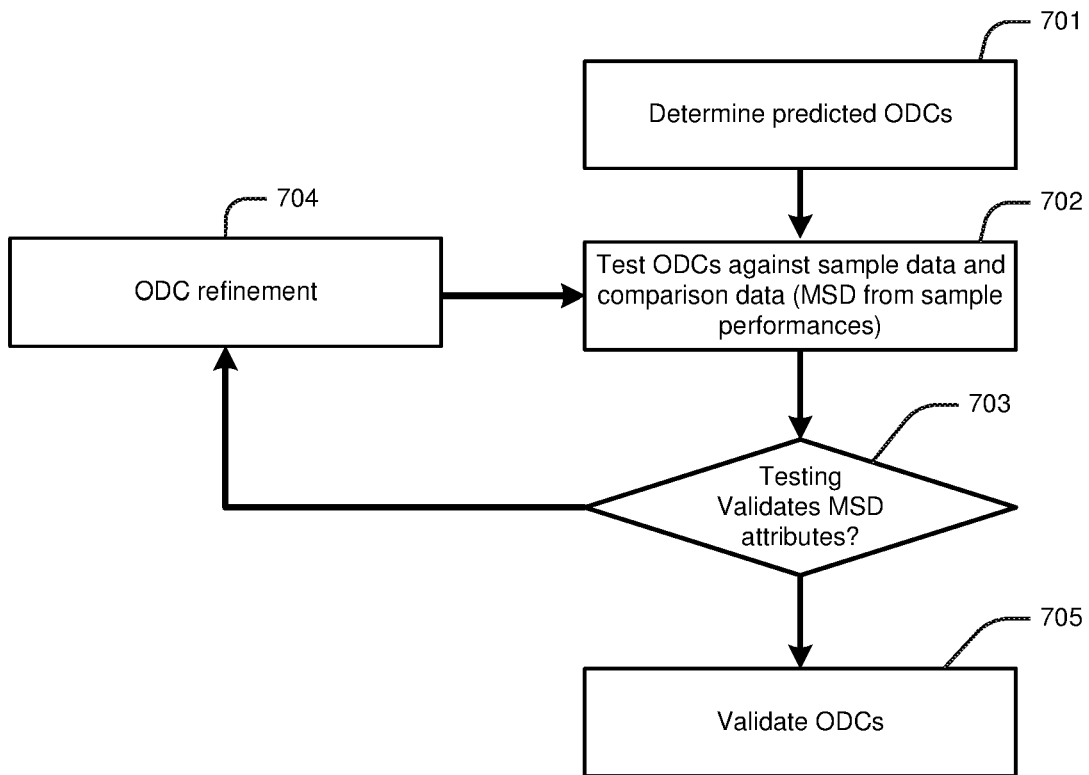 701
Determine predicted ODCs
702
704
ODC refinement
Test ODCs against sample data and
comparison data (MSD from sample
performances)
703
Testing
Validates MSD
attributes?
705
Validate ODCs